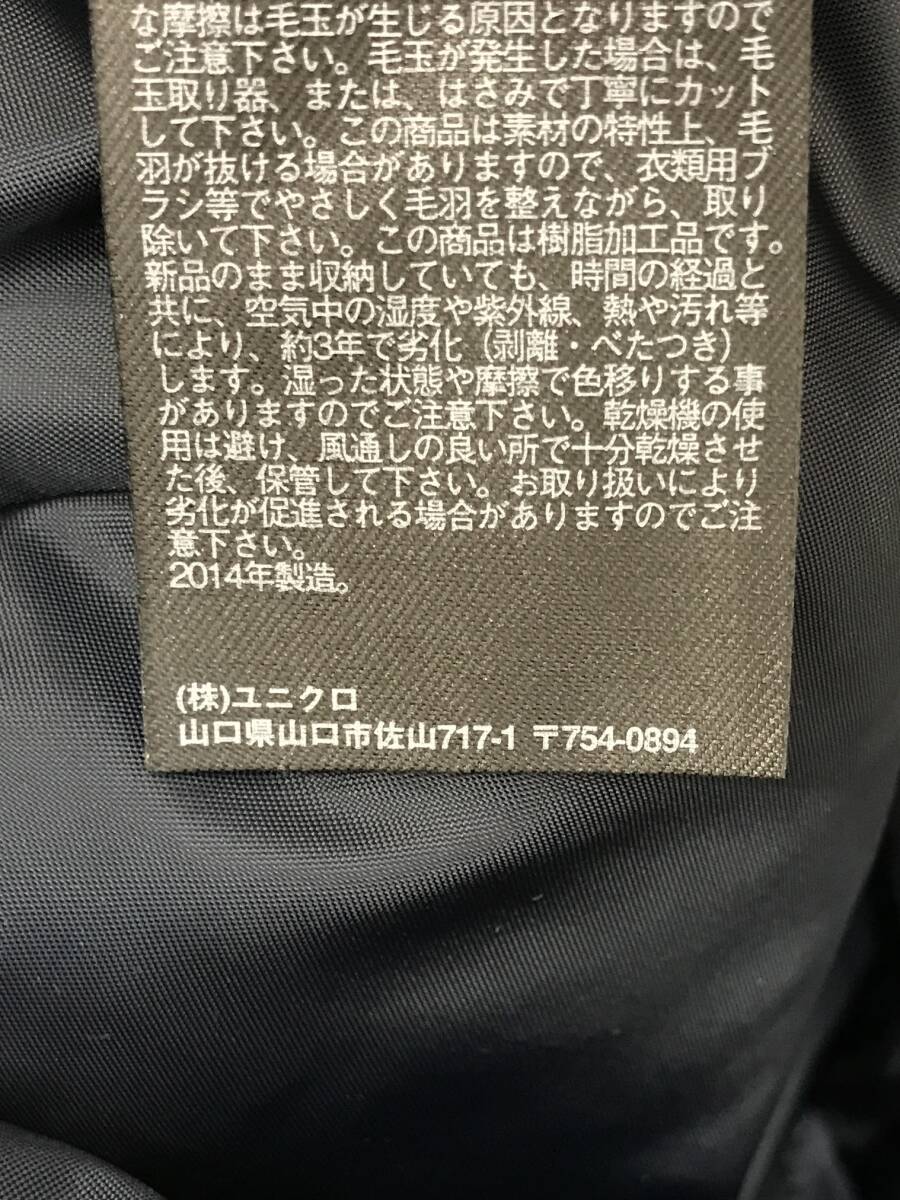 な摩擦は毛玉が生じる原因となりますので
ご注意下さい。毛玉が発生した場合は、毛
玉取り器、または、はさみで丁寧にカット
して下さい。この商品は素材の特性上、毛
羽が抜ける場合がありますので、衣類用ブ
ラシ等でやさしく毛羽を整えながら、取り
除いて下さい。この商品は樹脂加工品です。
新品のまま収納していても、時間の経過と
共に、空気中の湿度や紫外線、熱や汚れ等
により、約3年で劣化（剥離・べたつき）
します。湿った状態や摩擦で色移りする事
がありますのでご注意下さい。乾燥機の使
用は避け、風通しの良い所で十分乾燥させ
た後、保管して下さい。お取り扱いにより
劣化が促進される場合がありますのでご注
意下さい。
2014年製造。
(株)ユニクロ
山口県山口市佐山717-1 〒754-0894